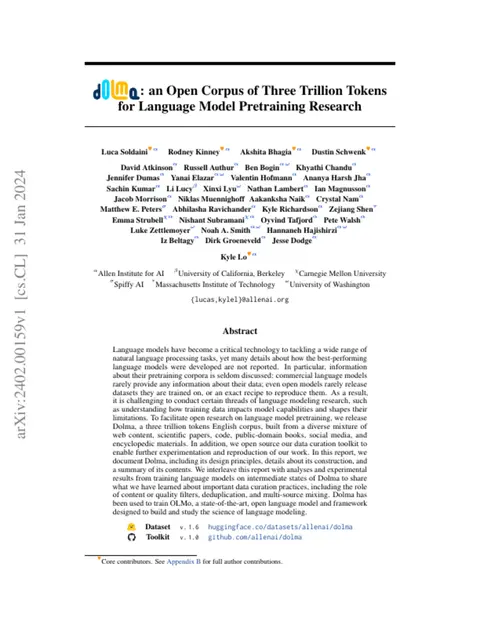 dolma: an Open Corpus of Three Trillion Tokens
for Language Model Pretraining Research
Luca Soldaini Rodney Kinney Akshita Bhagia Dustin Schwenk
David Atkinson Russell Authur Ben Bogin Khyathi Chandu
Jennifer Dumas Yanai Elazar Valentin Hofmann Ananya Harsh Jha
Sachin Kumar Li Lucy Xinxi Lyu Nathan Lambert Ian Magnusson
Jacob Morrison Niklas Muennighoff Aakanksha Naik Crystal Nam
Matthew E. Peters Abhilasha Ravichander Kyle Richardson Zejiang Shen
Emma Strubell Nishant Subramani Oyvind Tafjord Pete Walsh
Luke Zettlemoyer Noah A. Smith Hannaneh Hajishirzi
Iz Beltagy Dirk Groeneveld Jesse Dodge
Kyle Lo
Allen Institute for AI University of California, Berkeley Carnegie Mellon University
Spiffy AI Massachusetts Institute of Technology University of Washington
{lucas,kylel}@allenai.org
Abstract
Language models have become a critical technology to tackling a wide range of
natural language processing tasks, yet many details about how the best-performing
language models were developed are not reported. In particular, information
about their pretraining corpora is seldom discussed: commercial language models
rarely provide any information about their data; even open models rarely release
datasets they are trained on, or an exact recipe to reproduce them. As a result,
it is challenging to conduct certain threads of language modeling research, such
as understanding how training data impacts model capabilities and shapes their
limitations. To facilitate open research on language model pretraining, we release
Dolma, a three trillion tokens English corpus, built from a diverse mixture of
web content, scientific papers, code, public-domain books, social media, and
encyclopedic materials. In addition, we open source our data curation toolkit to
enable further experimentation and reproduction of our work. In this report, we
document Dolma, including its design principles, details about its construction, and
a summary of its contents. We interleave this report with analyses and experimental
results from training language models on intermediate states of Dolma to share
what we have learned about important data curation practices, including the role
of content or quality filters, deduplication, and multi-source mixing. Dolma has
been used to train OLMo, a state-of-the-art, open language model and framework
designed to build and study the science of language modeling.
Dataset v. 1.6 huggingface.co/datasets/allenai/dolma
Toolkit v. 1.0 github.com/allenai/dolma
Core contributors. See Appendix B for full author contributions.
arXiv:2402.00159v1 [cs.CL] 31 Jan 2024